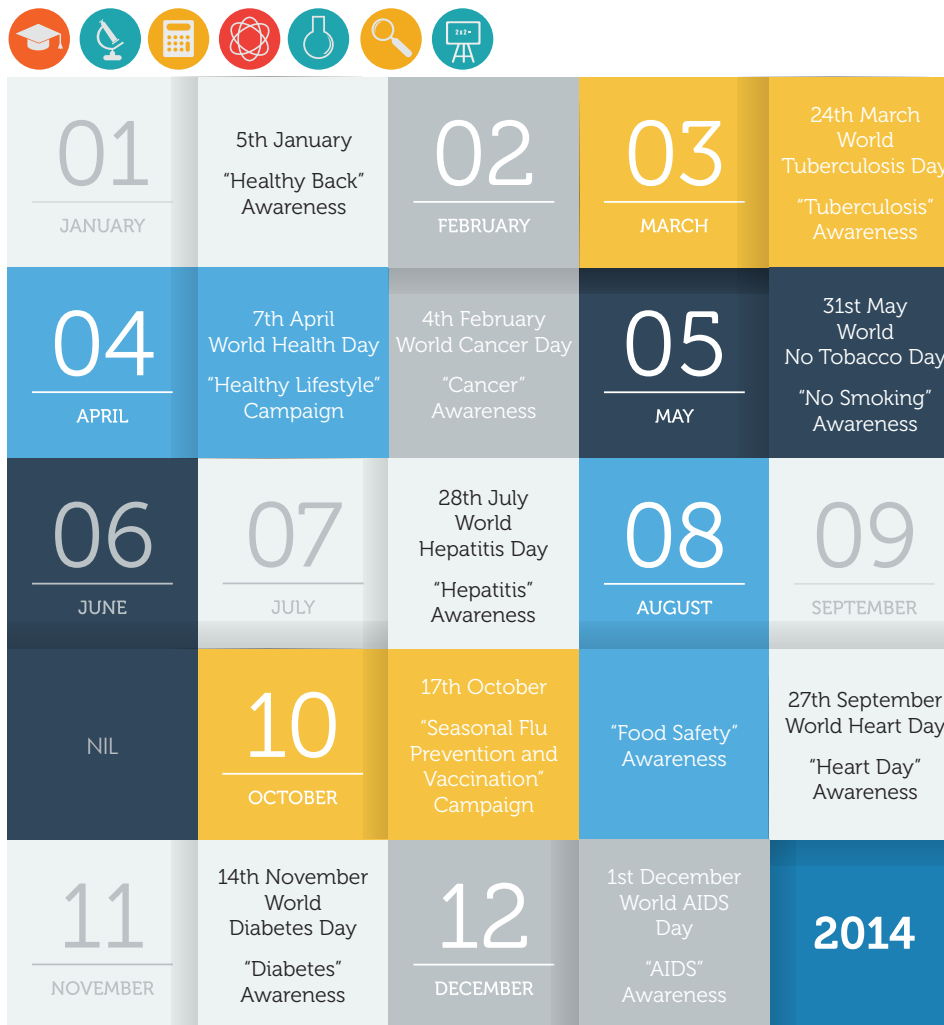 2x2=
01
JANUARY
5th January
“Healthy Back”
Awareness
02
FEBRUARY
03
MARCH
24th March
World
Tuberculosis Day
“Tuberculosis”
Awareness
04
APRIL
7th April
World Health Day
“Healthy Lifestyle”
Campaign
4th February
World Cancer Day
“Cancer”
Awareness
05
MAY
31st May
World
No Tobacco Day
“No Smoking”
Awareness
06
JUNE
07
JULY
28th July
World
Hepatitis Day
“Hepatitis”
Awareness
08
AUGUST
09
SEPTEMBER
NIL
10
OCTOBER
17th October
“Seasonal Flu
Prevention and
Vaccination”
Campaign
“Food Safety”
Awareness
27th September
World Heart Day
“Heart Day”
Awareness
11
NOVEMBER
14th November
World
Diabetes Day
“Diabetes”
Awareness
12
DECEMBER
1st December
World AIDS
Day
“AIDS”
Awareness
2014